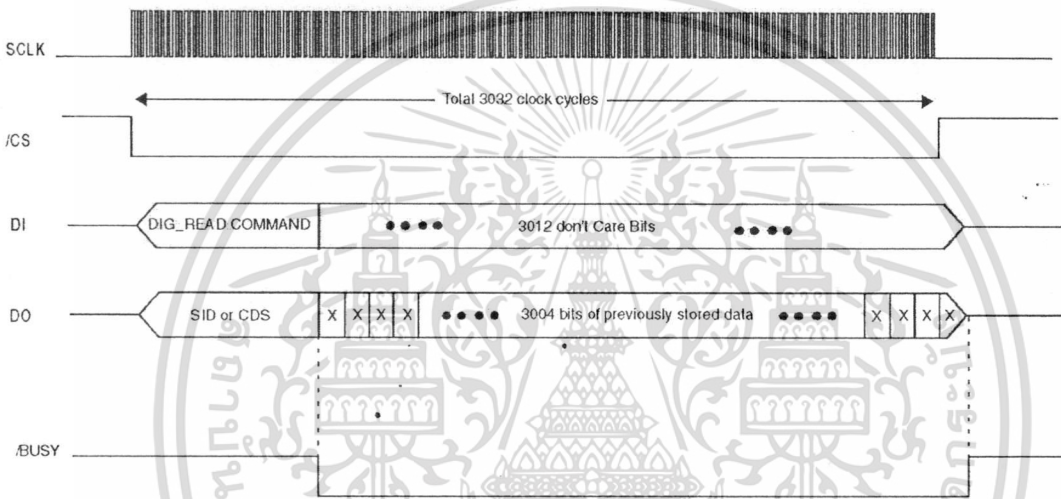 SCLK
Total 3032 clock cycles
/CS
DI
DIG_READ COMMAND
3012 don't Care Bits
DO
SID or CDS
X X X X
3004 bits of previously stored data
X X X X
/BUSY